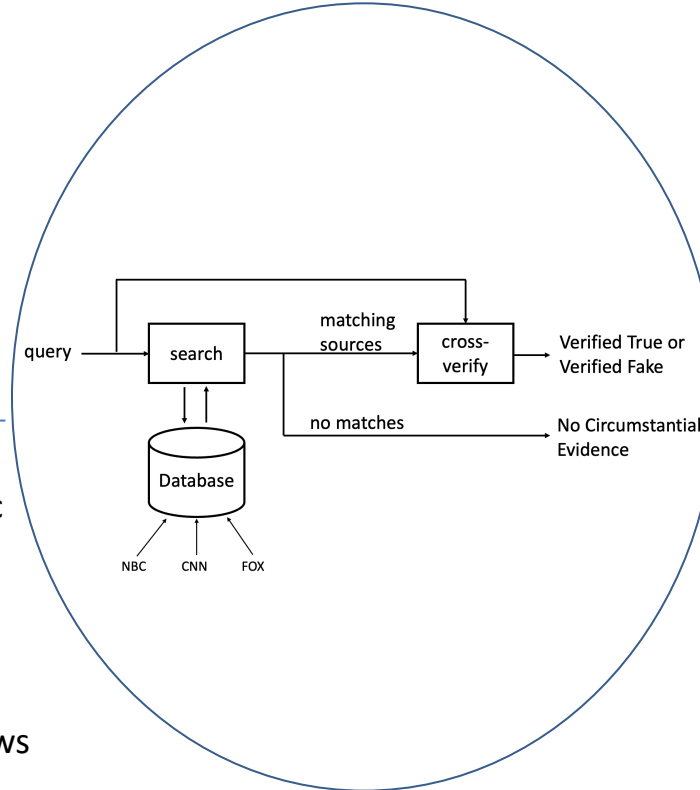 matching
sources
query
search
cross-
verify
Verified True or
Verified Fake
no matches
No Circumstantial
Evidence
Database
NBC
CNN
FOX